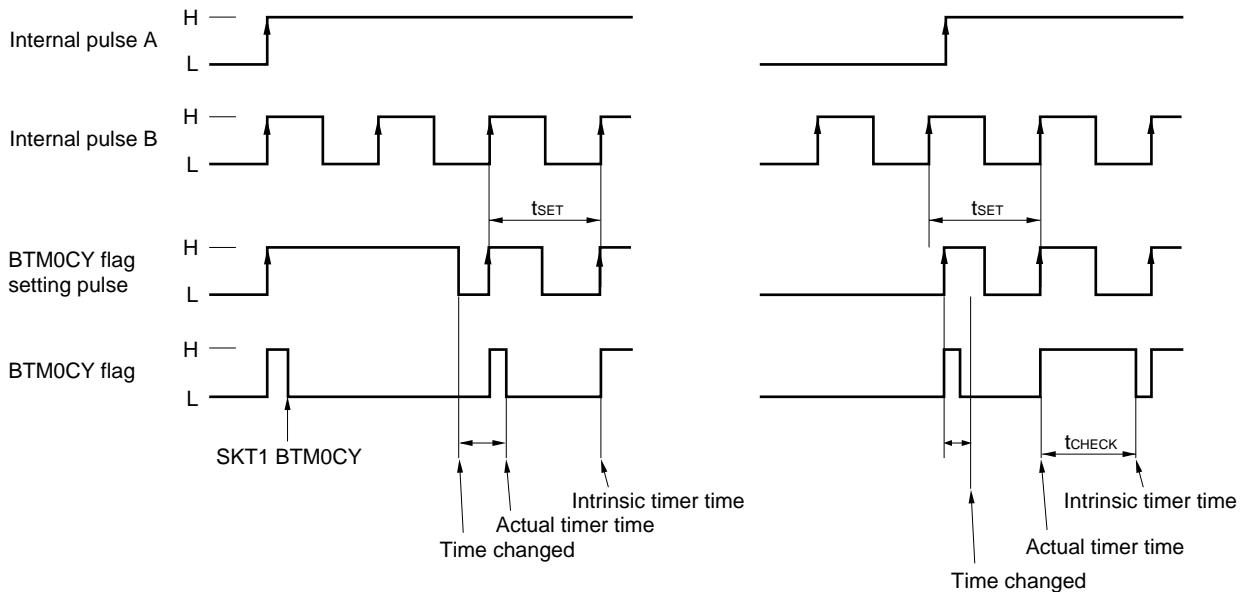 Internal pulse A
H
L
Internal pulse B
H
L
tSET
tSET
BTM0CY flag
setting pulse
H
L
BTM0CY flag
H
L
SKT1 BTM0CY
tCHECK
Intrinsic timer time
Actual timer time
Time changed
Intrinsic timer time
Actual timer time
Time changed